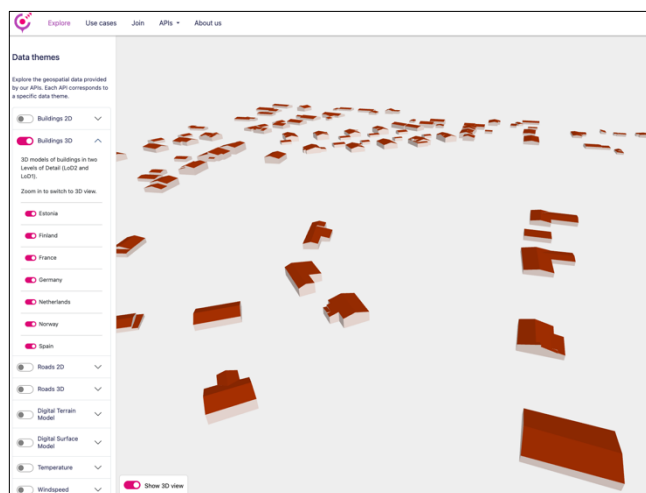 Explore
Use cases
Join
APIs
About us
Data themes
Explore the geospatial data provided
by our APIs. Each API corresponds to
a specific data theme.
Buildings 2D
Buildings 3D
3D models of buildings in two
Levels of Detail (LoD2 and
LoD1).
Zoom in to switch to 3D view.
Estonia
Finland
France
Germany
Netherlands
Norway
Spain
Roads 2D
Roads 3D
Digital Terrain
Model
Digital Surface
Model
Temperature
Windspeed
Show 3D view